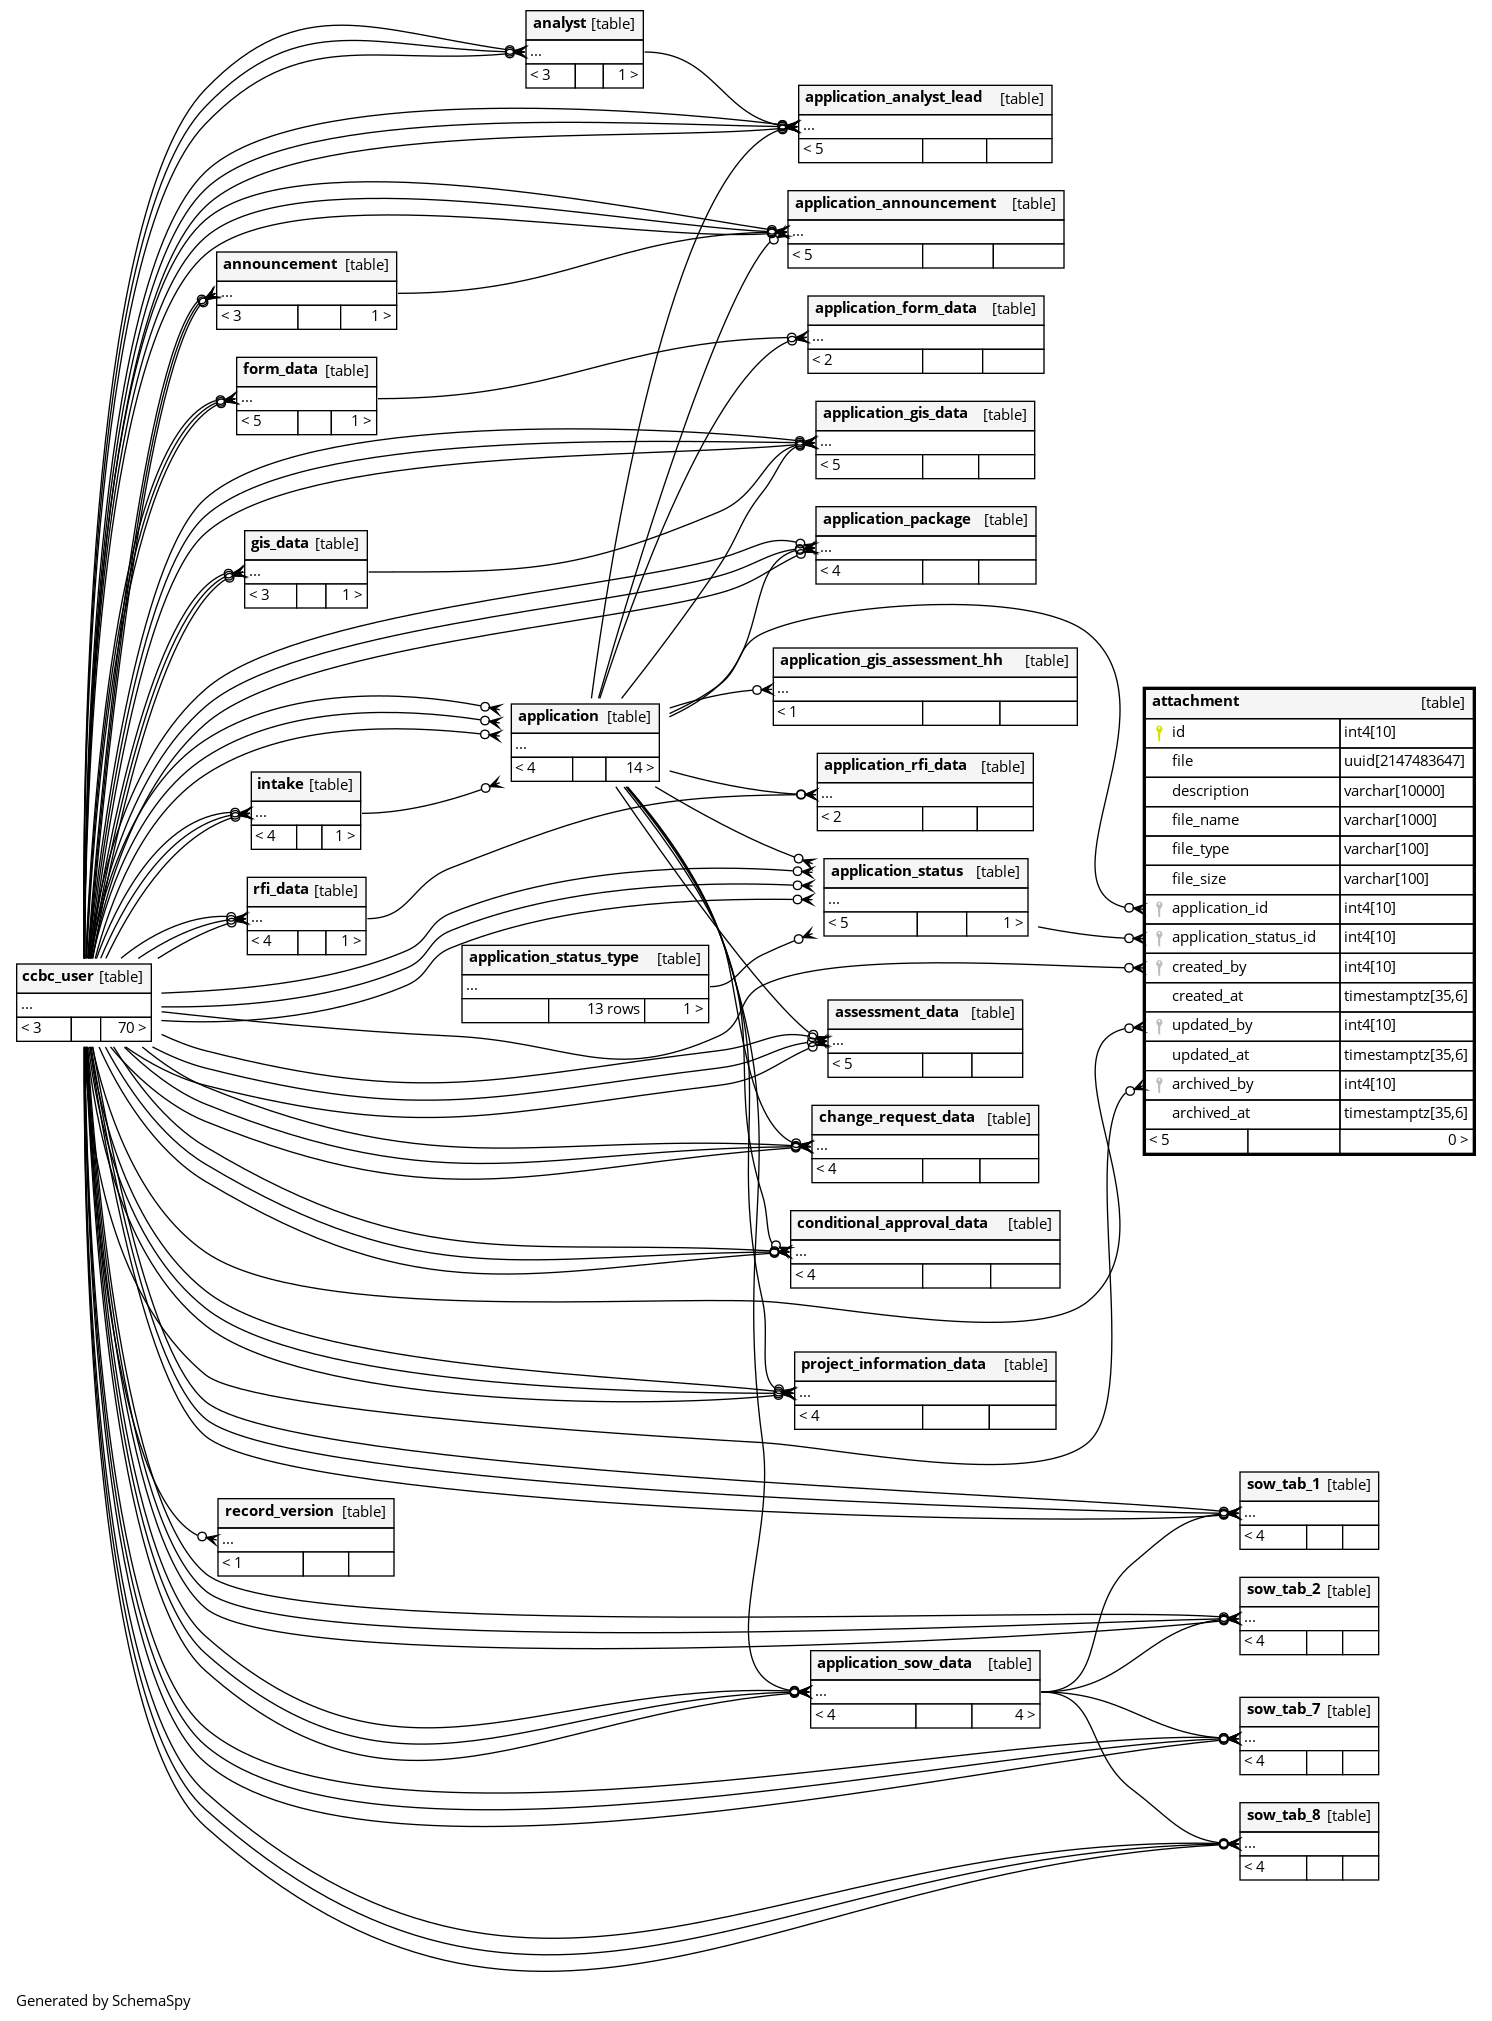 analyst [table]
...
< 3 1 >
application_analyst_lead [table]
...
< 5
application_announcement [table]
...
< 5
announcement [table]
...
< 3 1 >
application_form_data [table]
...
< 2
form_data [table]
...
< 5 1 >
application_gis_data [table]
...
< 5
application_package [table]
...
< 4
gis_data [table]
...
< 3 1 >
application_gis_assessment_hh [table]
...
< 1
application [table]
...
< 4 14 >
attachment [table]
id int4[10]
file uuid[2147483647]
description varchar[10000]
file_name varchar[1000]
file_type varchar[100]
file_size varchar[100]
application_id int4[10]
application_status_id int4[10]
created_by int4[10]
created_at timestamptz[35,6]
updated_by int4[10]
updated_at timestamptz[35,6]
archived_by int4[10]
archived_at timestamptz[35,6]
< 5 0 >
application_rfi_data [table]
...
< 2
intake [table]
...
< 4 1 >
application_status [table]
...
< 5 1 >
rfi_data [table]
...
< 4 1 >
application_status_type [table]
...
13 rows 1 >
ccbc_user [table]
...
< 3 70 >
assessment_data [table]
...
< 5
change_request_data [table]
...
< 4
conditional_approval_data [table]
...
< 4
project_information_data [table]
...
< 4
sow_tab_1 [table]
...
< 4
record_version [table]
...
< 1
sow_tab_2 [table]
...
< 4
application_sow_data [table]
...
< 4 4 >
sow_tab_7 [table]
...
< 4
sow_tab_8 [table]
...
< 4
Generated by SchemaSpy